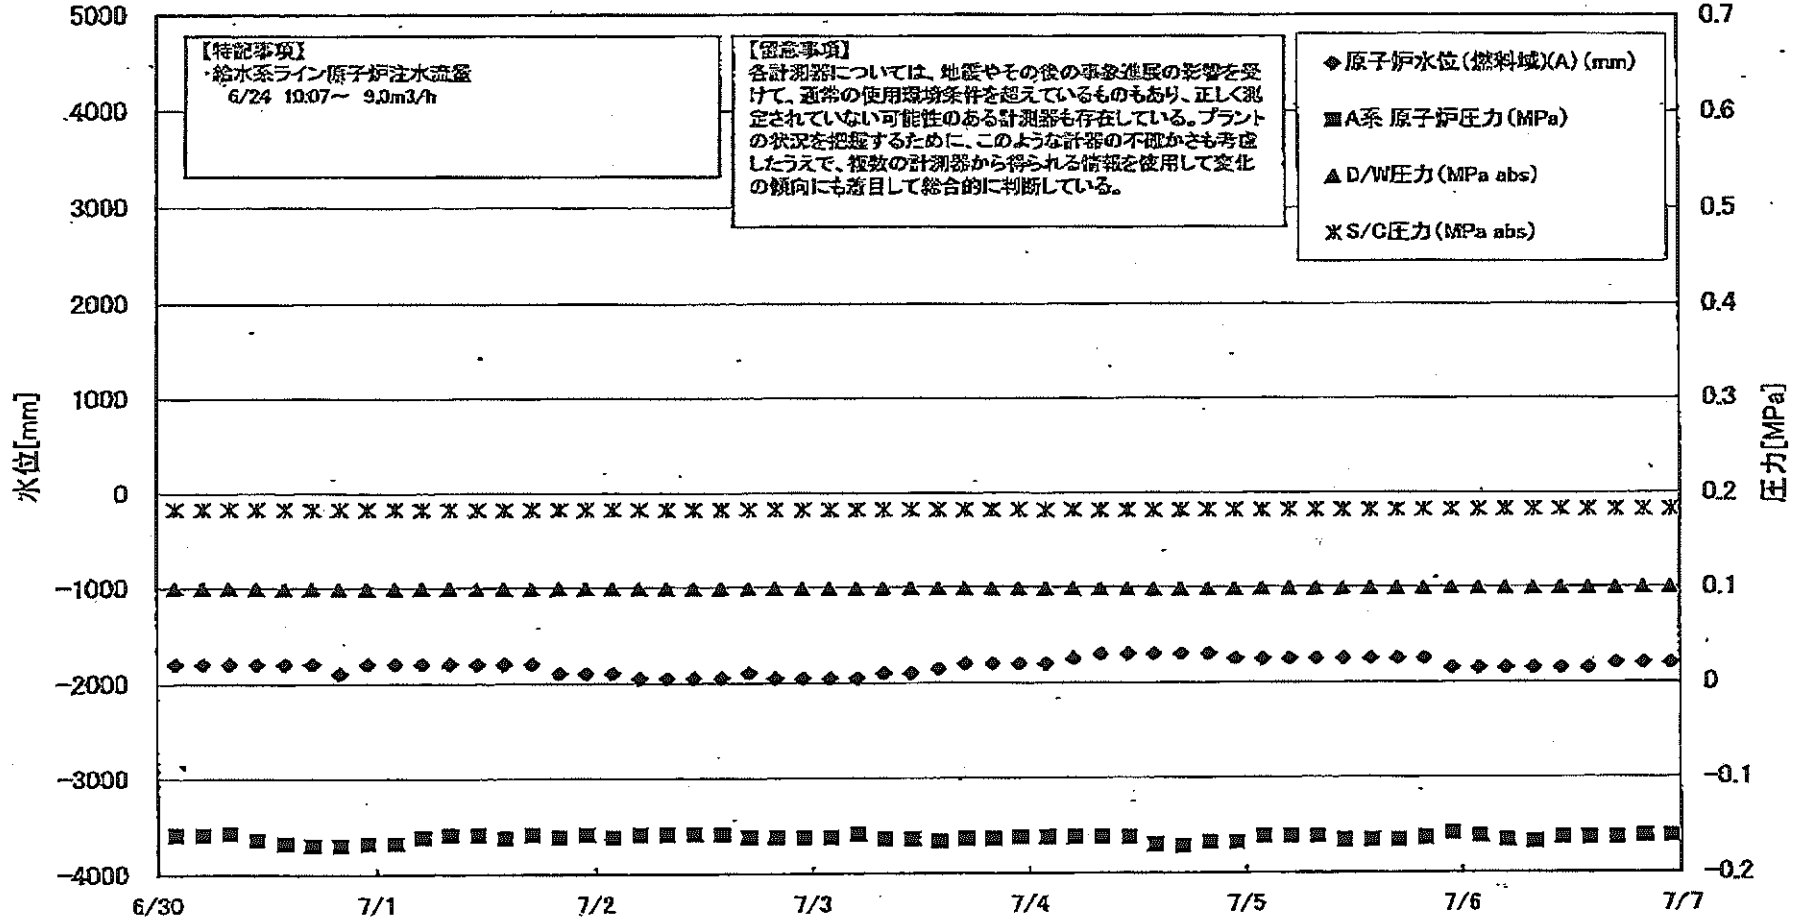 5000
4000
3000
2000
1000
0
-1000
-2000
-3000
-4000
水位[mm]
【特記事項】
・給水系ライン原子炉注水流量
6/24 10:07～ 9.0m3/h
【留意事項】
各計測器については、地震やその後の事象進展の影響を受
けて、通常の使用環境条件を超えているものもあり、正しく測
定されていない可能性のある計測器も存在している。プラント
の状況を把握するために、このような計器の不確かさも考慮
したうえで、複数の計測器から得られる情報を使用して変化
の傾向にも着目して総合的に判断している。
原子炉水位(燃料域)(A)(mm)
A系 原子炉圧力(MPa)
D/W圧力(MPa abs)
S/C圧力(MPa abs)
0.7
0.6
0.5
0.4
0.3
0.2
0.1
0
-0.1
-0.2
圧力[MPa]
6/30
7/1
7/2
7/3
7/4
7/5
7/6
7/7